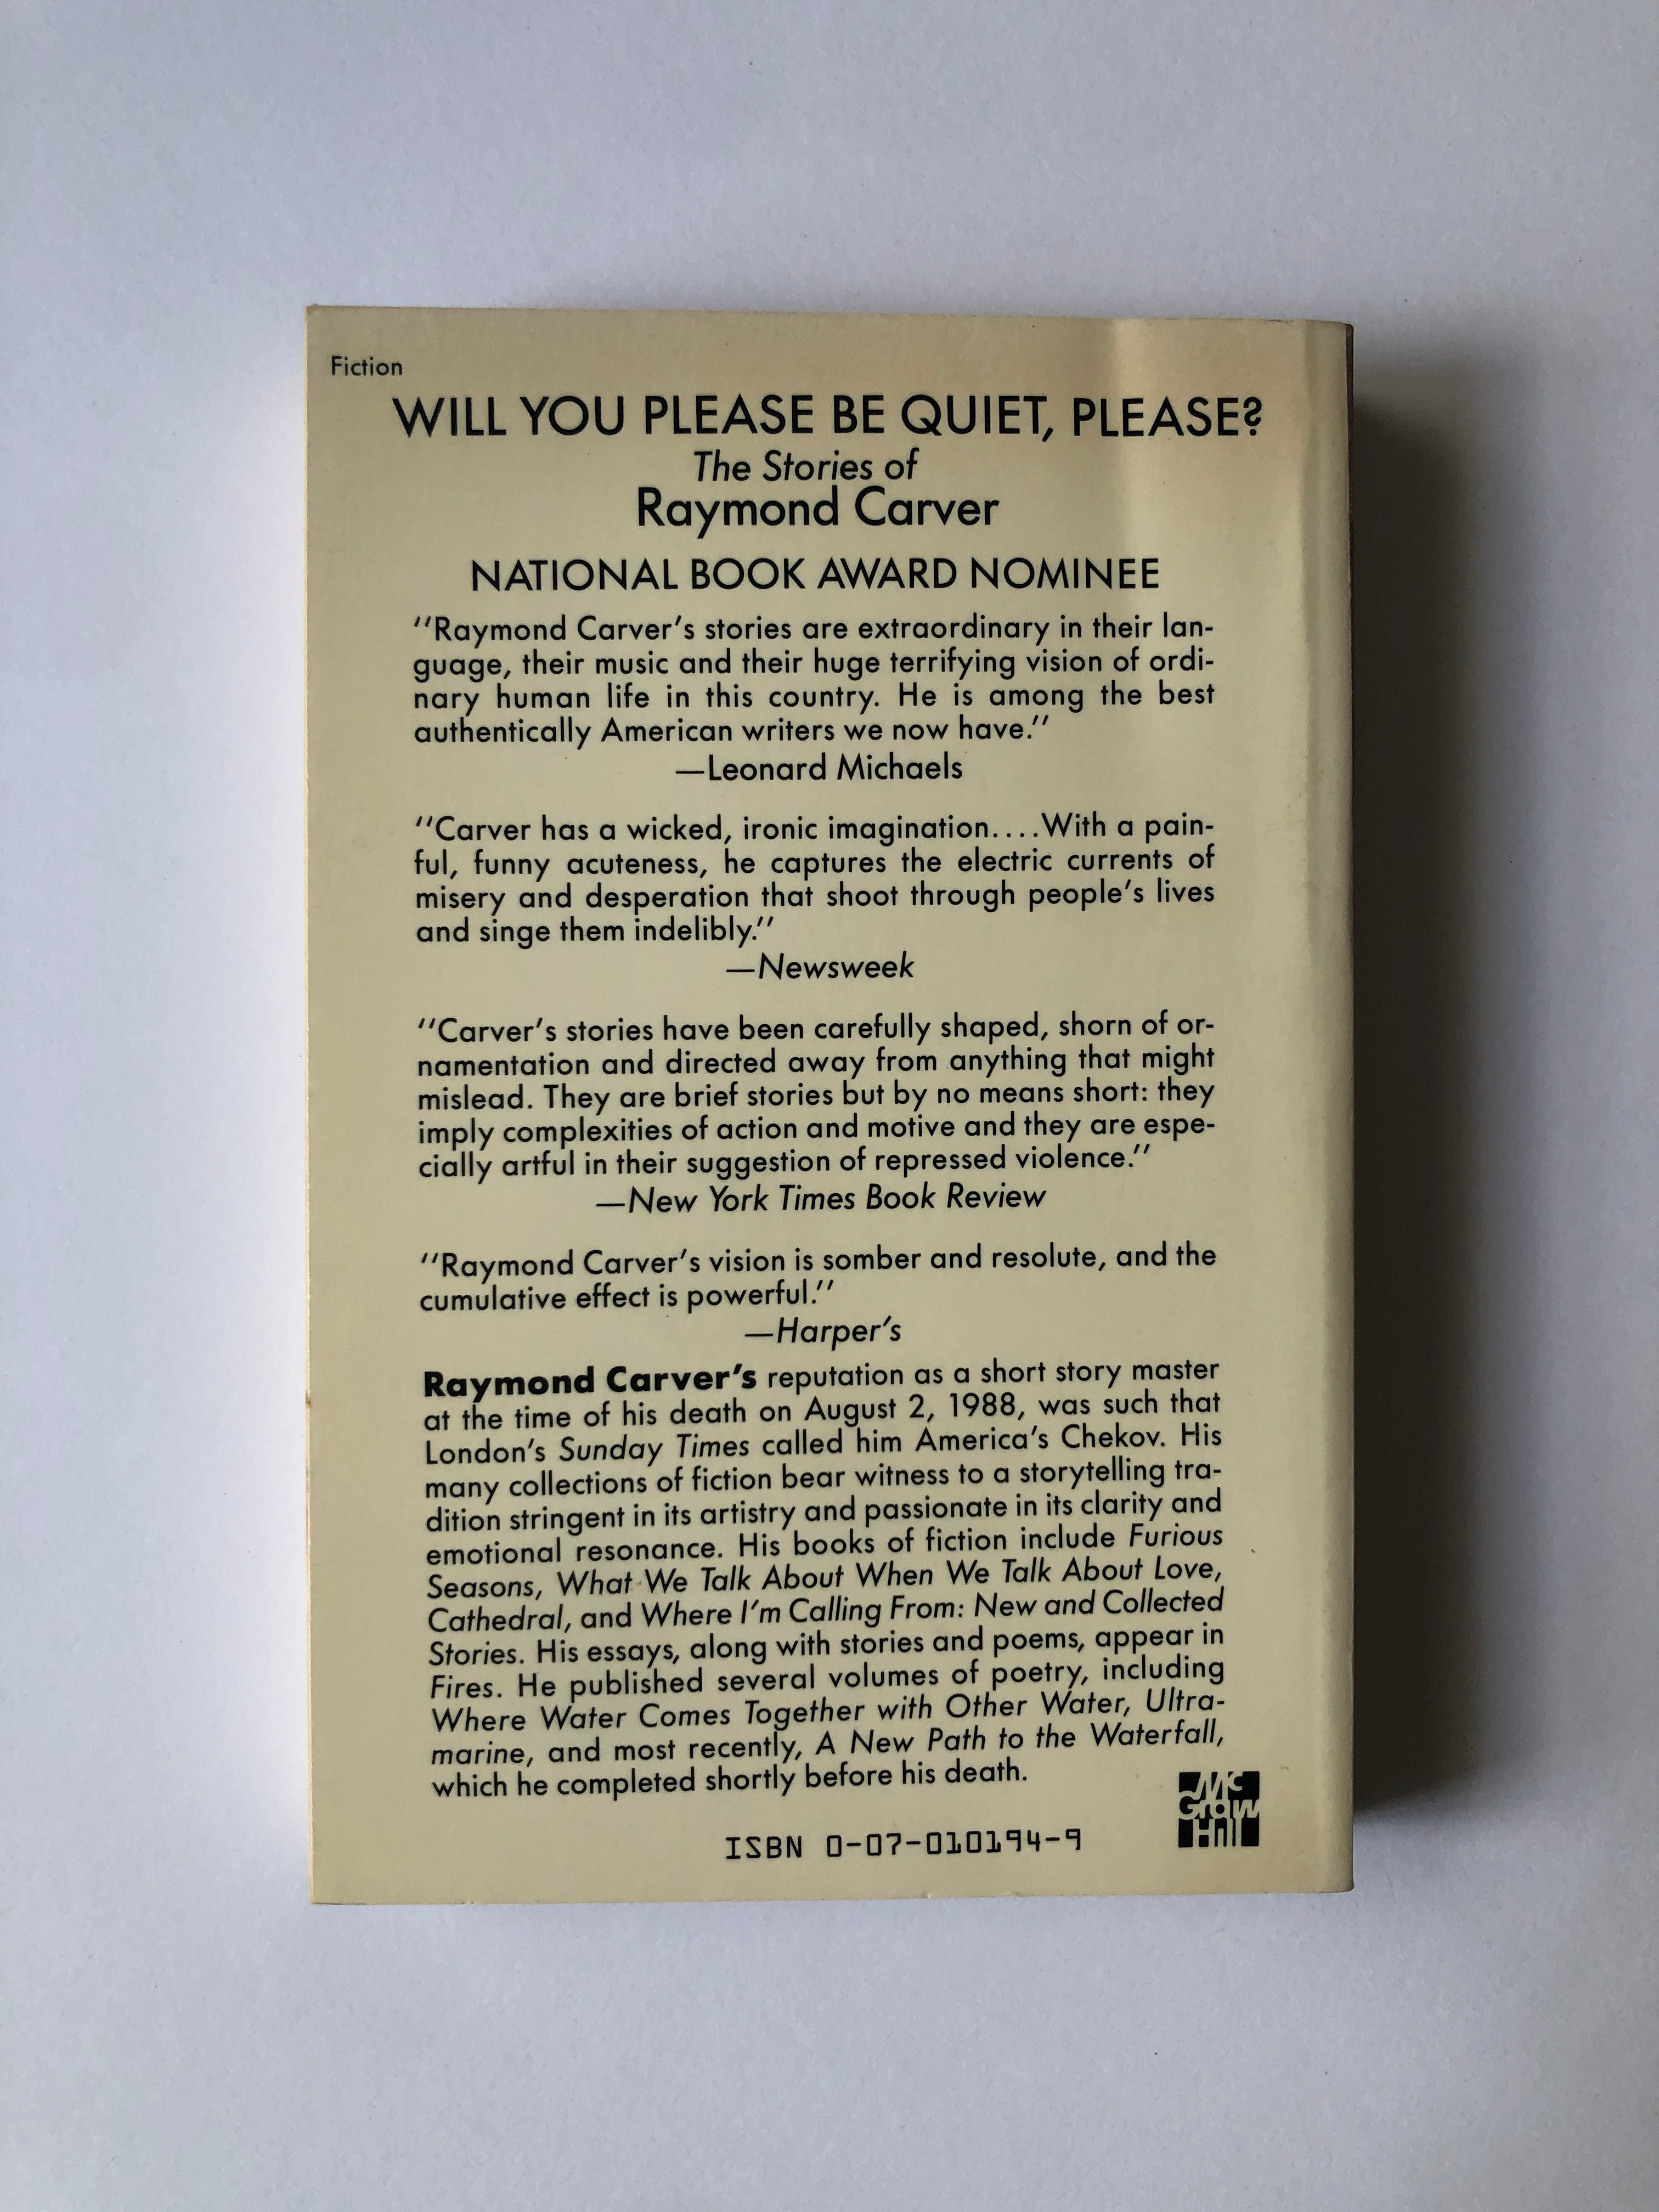 Fiction
WILL YOU PLEASE BE QUIET, PLEASE?
The Stories of
Raymond Carver
NATIONAL BOOK AWARD NOMINEE
"Raymond Carver's stories are extraordinary in their lan-
guage, their music and their huge terrifying vision of ordi-
nary human life in this country. He is among the best
authentically American writers we now have."
—Leonard Michaels
"Carver has a wicked, ironic imagination....With a pain-
ful, funny acuteness, he captures the electric currents of
misery and desperation that shoot through people's lives
and singe them indelibly."
—Newsweek
"Carver's stories have been carefully shaped, shorn of or-
namentation and directed away from anything that might
mislead. They are brief stories but by no means short: they
imply complexities of action and motive and they are espe-
cially artful in their suggestion of repressed violence."
—New York Times Book Review
"Raymond Carver's vision is somber and resolute, and the
cumulative effect is powerful."
—Harper's
Raymond Carver's reputation as a short story master
at the time of his death on August 2, 1988, was such that
London's Sunday Times called him America's Chekov. His
many collections of fiction bear witness to a storytelling tra-
dition stringent in its artistry and passionate in its clarity and
emotional resonance. His books of fiction include Furious
Seasons, What We Talk About When We Talk About Love,
Cathedral, and Where I'm Calling From: New and Collected
Stories. His essays, along with stories and poems, appear in
Fires. He published several volumes of poetry, including
Where Water Comes Together with Other Water, Ultra-
marine, and most recently, A New Path to the Waterfall,
which he completed shortly before his death.
Mc
Graw
Hill
ISBN 0-07-010194-9